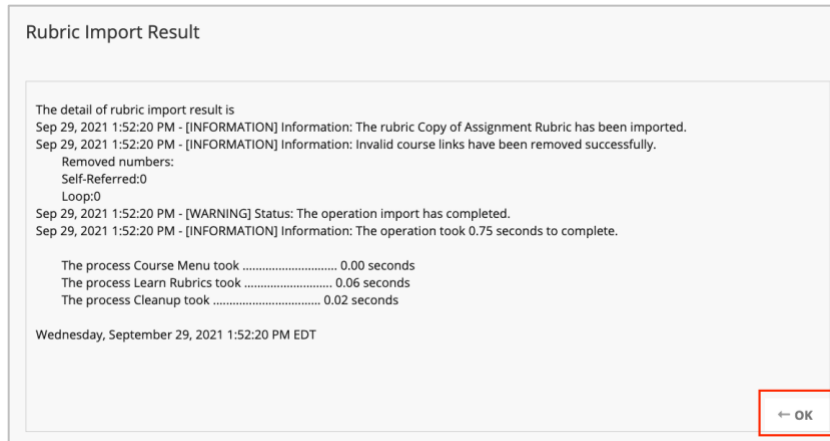 Rubric Import Result
The detail of rubric import result is
Sep 29, 2021 1:52:20 PM - [INFORMATION] Information: The rubric Copy of Assignment Rubric has been imported.
Sep 29, 2021 1:52:20 PM - [INFORMATION] Information: Invalid course links have been removed successfully.
Removed numbers:
Self-Referred:0
Loop:0
Sep 29, 2021 1:52:20 PM - [WARNING] Status: The operation import has completed.
Sep 29, 2021 1:52:20 PM - [INFORMATION] Information: The operation took 0.75 seconds to complete.
The process Course Menu took ............................. 0.00 seconds
The process Learn Rubrics took ........................... 0.06 seconds
The process Cleanup took ................................. 0.02 seconds
Wednesday, September 29, 2021 1:52:20 PM EDT
← OK